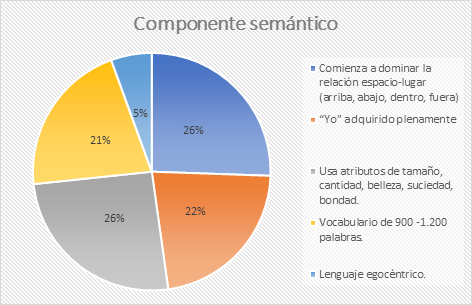 Componente semántico
26%
22%
26%
21%
5%
Comienza a dominar la
relación espacio-lugar
(arriba, abajo, dentro, fuera)
"Yo" adquirido plenamente
Usa atributos de tamaño,
cantidad, belleza, suciedad,
bondad.
Vocabulario de 900 -1.200
palabras.
Lenguaje egocéntrico.